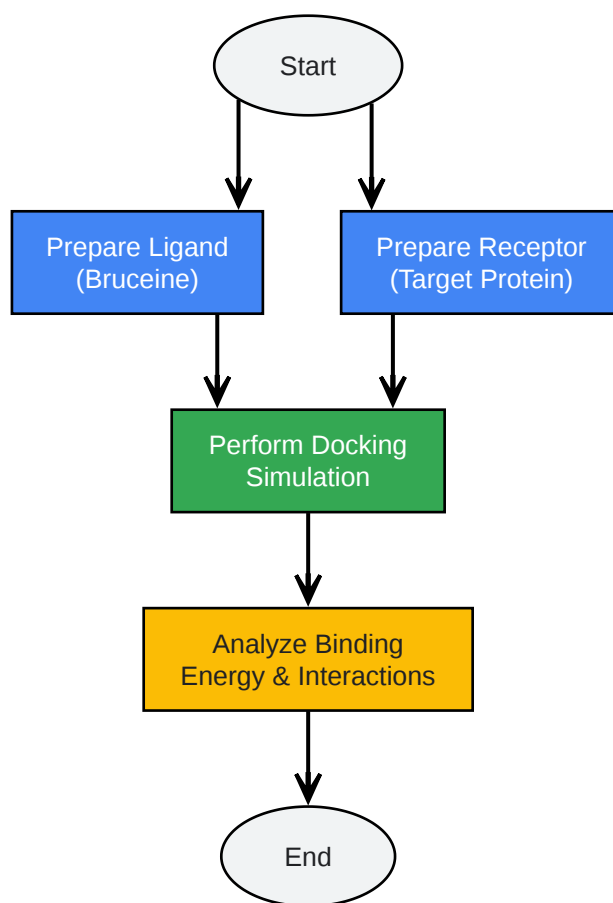 Start
Prepare Ligand
(Bruceine)
Prepare Receptor
(Target Protein)
Perform Docking
Simulation
Analyze Binding
Energy & Interactions
End